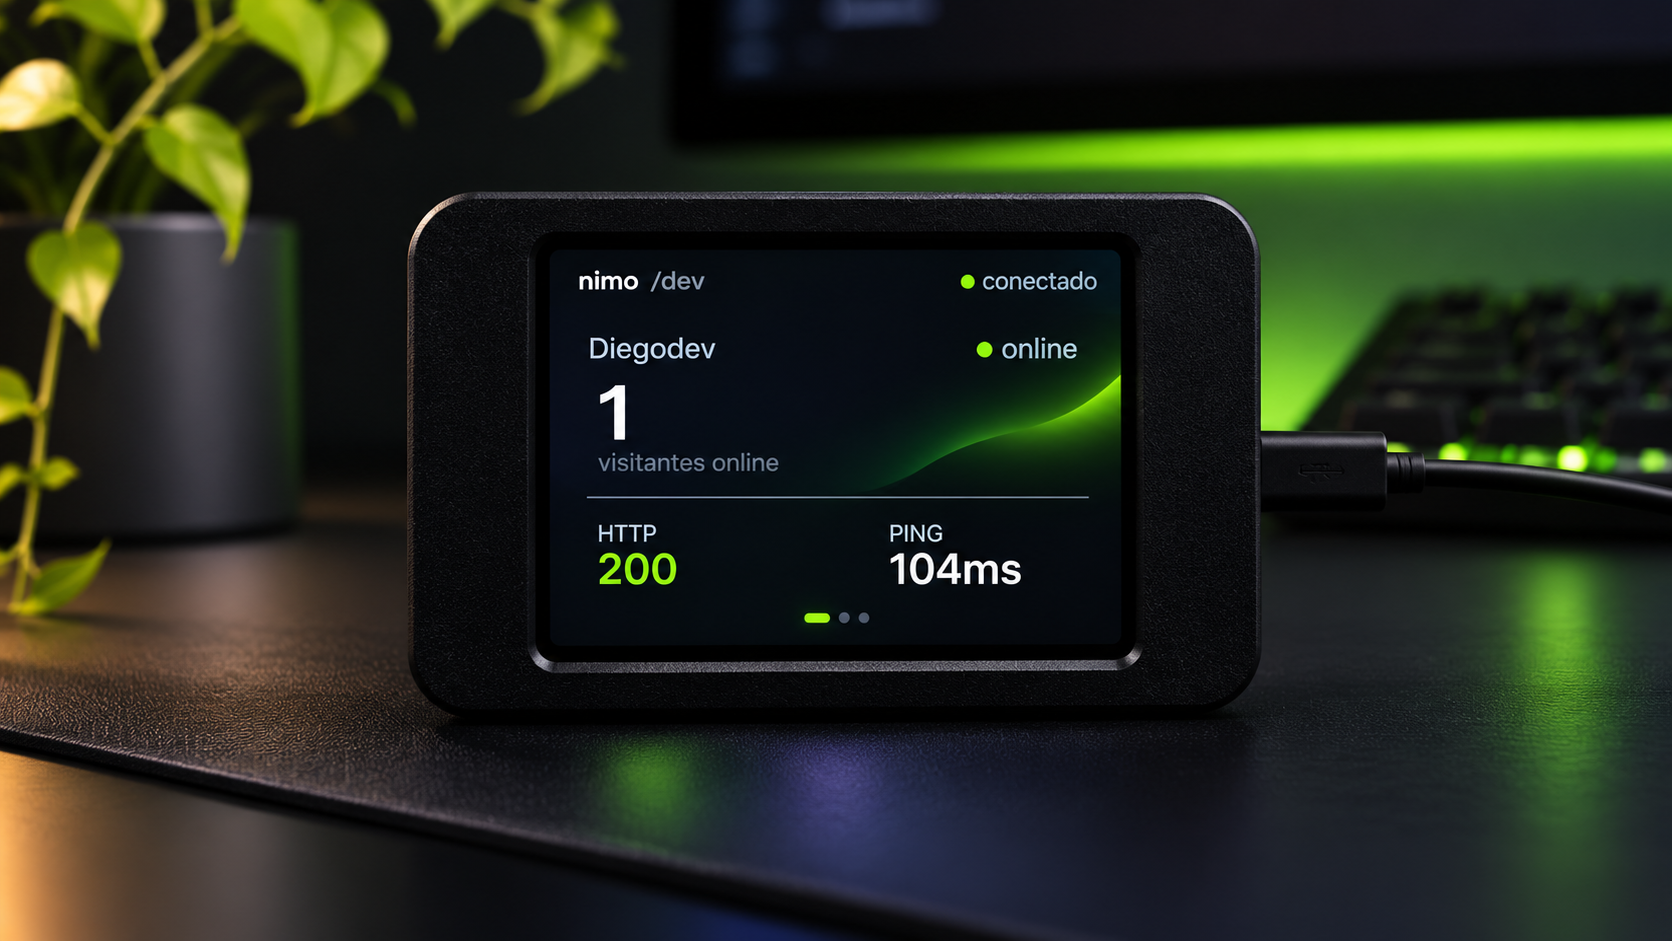 nimo /dev
conectado
Diegodev
online
1
visitantes online
HTTP
PING
200
104ms